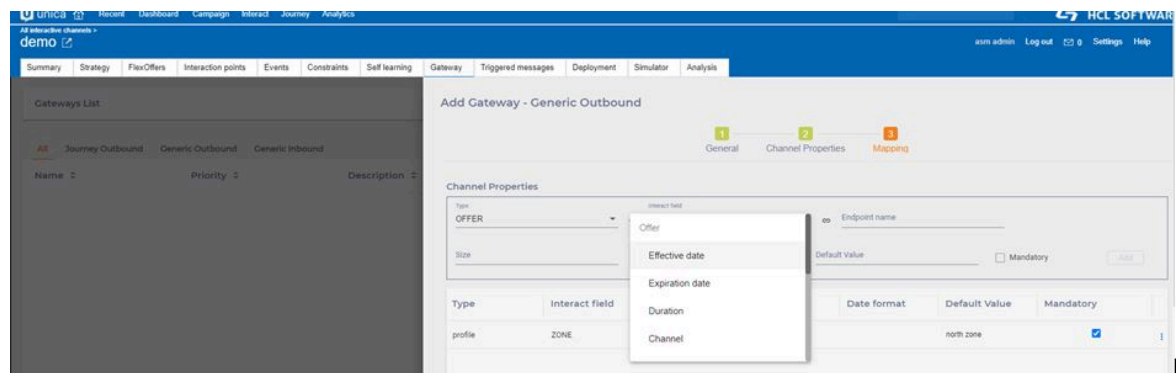 unica Recent Dashboard Campaign Interact Journey Analytics HCL SOFTWAR
All interactive channels >
demo asm admin Log out 0 Settings Help
Summary Strategy FlexOffers Interaction points Events Constraints Self learning Gateway Triggered messages Deployment Simulator Analysis
Gateways List
Add Gateway - Generic Outbound
1 2 3
General Channel Properties Mapping
All Journey Outbound Generic Outbound Generic Inbound
Name Priority Description
Channel Properties
Type Interact field
OFFER Endpoint name
Offer
Size Effective date Default Value Mandatory Add
Expiration date
Type Interact field Date format Default Value Mandatory
Duration
profile ZONE north zone
Channel